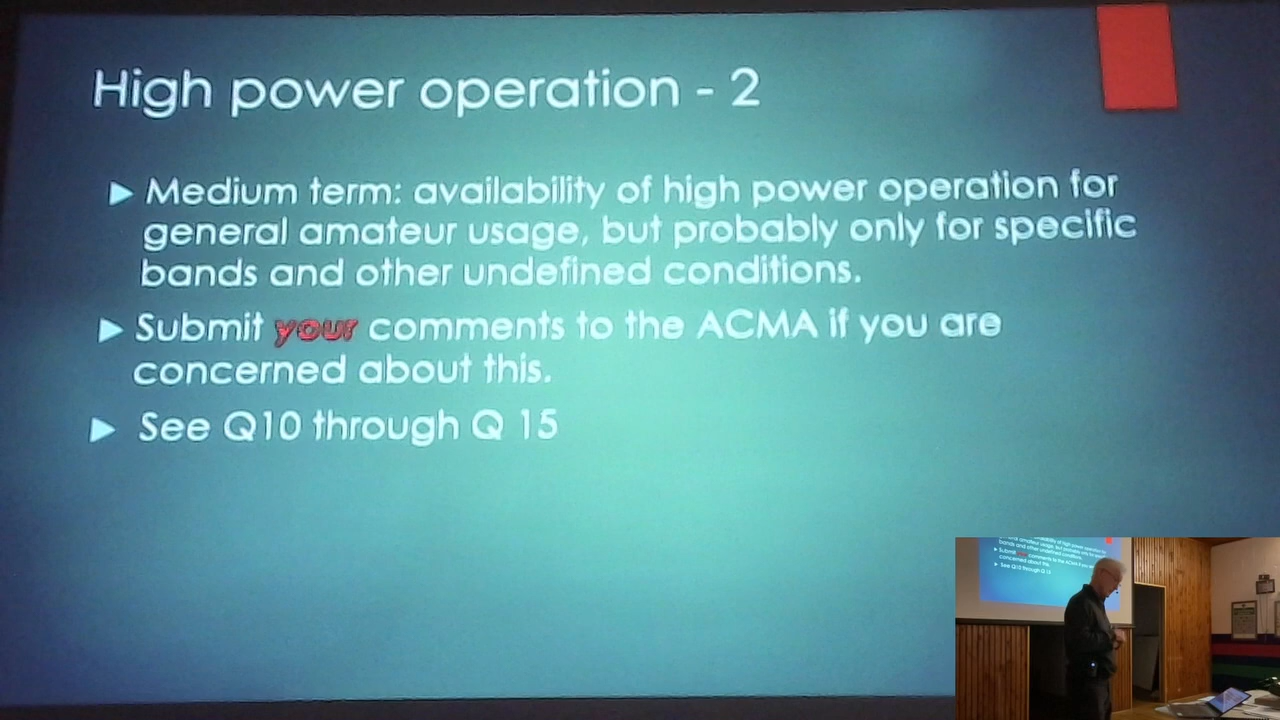 High power operation - 2
▶ Medium term: availability of high power operation for
general amateur usage, but probably only for specific
bands and other undefined conditions.
▶ Submit your comments to the ACMA if you are
concerned about this.
▶ See Q10 through Q 15